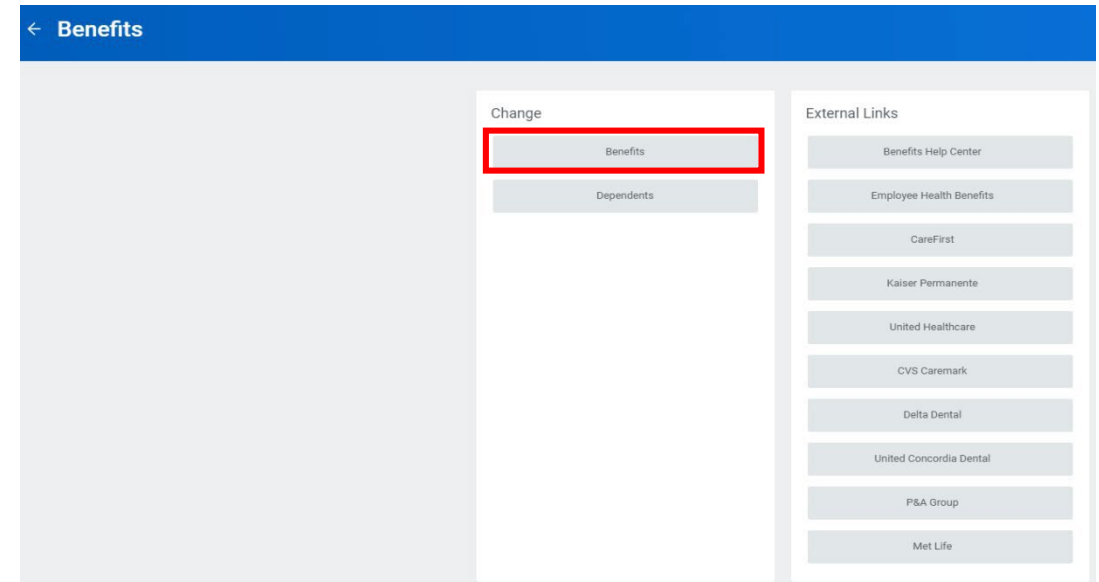 ← Benefits
Change
Benefits
Dependents
External Links
Benefits Help Center
Employee Health Benefits
CareFirst
Kaiser Permanente
United Healthcare
CVS Caremark
Delta Dental
United Concordia Dental
P&A Group
Met Life